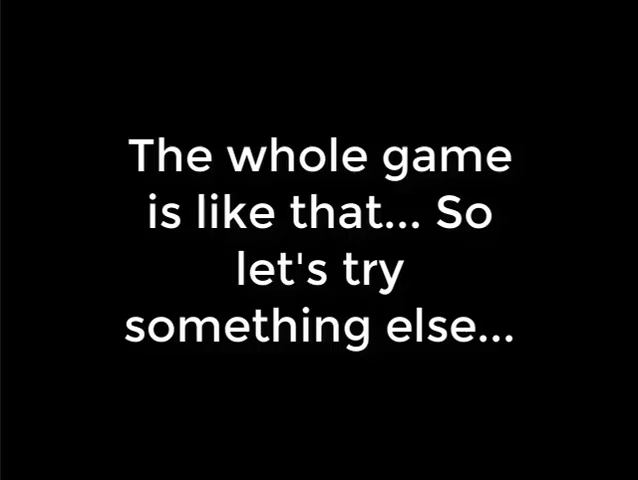 The whole game
is like that... So
let's try
something else...